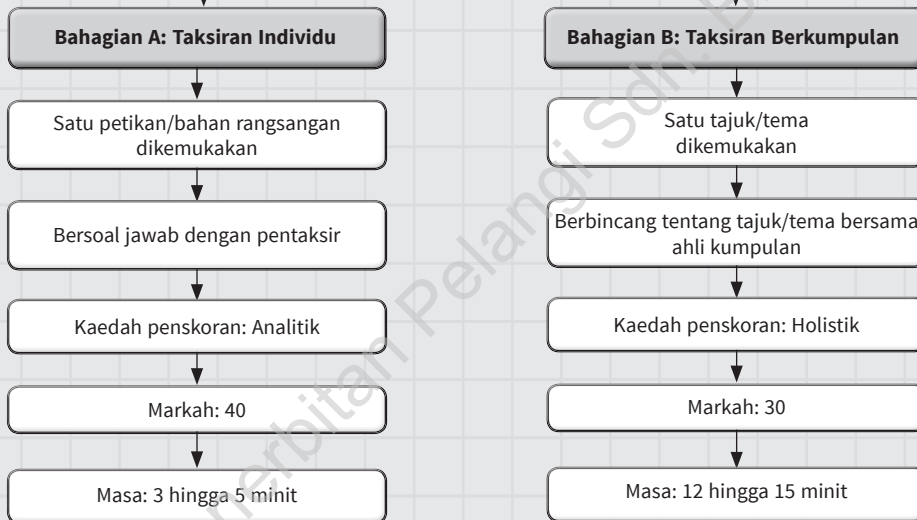 Bahagian A: Taksiran Individu
Satu petikan/bahan rangsangan
dikemukakan
Bersoal jawab dengan pentaksir
Kaedah penskoran: Analitik
Markah: 40
Masa: 3 hingga 5 minit
Bahagian B: Taksiran Berkumpulan
Satu tajuk/tema
dikemukakan
Berbincang tentang tajuk/tema bersama
ahli kumpulan
Kaedah penskoran: Holistik
Markah: 30
Masa: 12 hingga 15 minit
Pelangi Sdn.